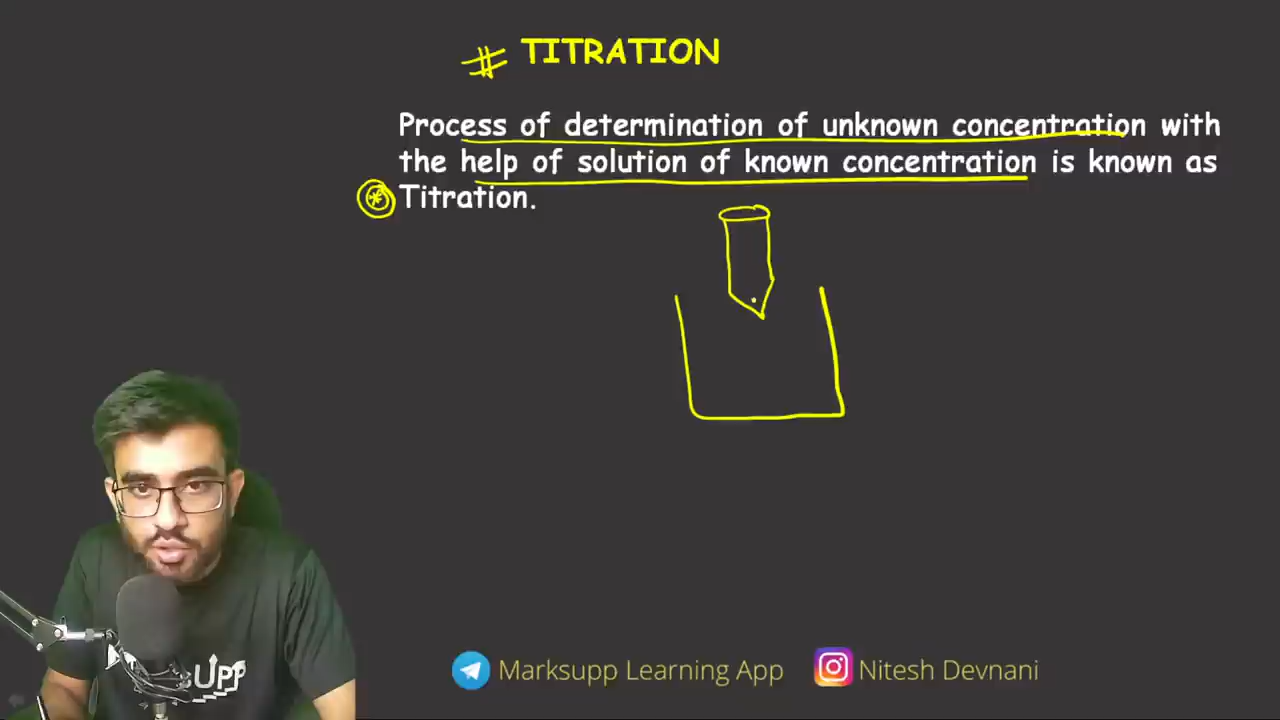 # TITRATION
Process of determination of unknown concentration with
the help of solution of known concentration is known as
Titration.
UPP
Marksupp Learning App
Nitesh Devnani